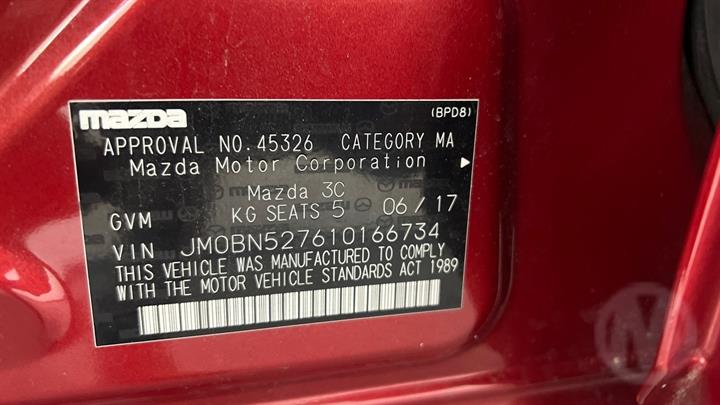 mazda (BPD8)
APPROVAL NO.45326 CATEGORY MA
Mazda Motor Corporation
Mazda 3C
GVM KG SEATS 5 06/17
VIN JM0BN527610166734
THIS VEHICLE WAS MANUFACTURED TO COMPLY
WITH THE MOTOR VEHICLE STANDARDS ACT 1989
M